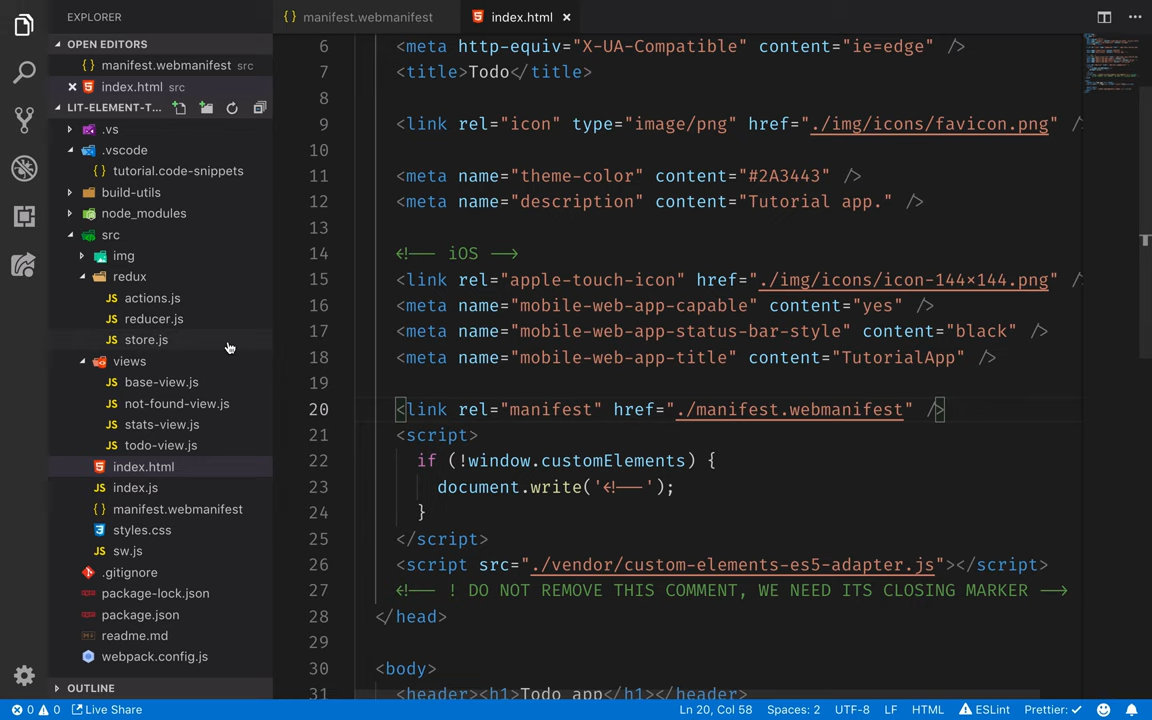 EXPLORER
OPEN EDITORS
{ } manifest.webmanifest src
× index.html src
LIT-ELEMENT-T...
.vs
.vscode
{ } tutorial.code-snippets
build-utils
node_modules
src
img
redux
JS actions.js
JS reducer.js
JS store.js
views
JS base-view.js
JS not-found-view.js
JS stats-view.js
JS todo-view.js
index.html
JS index.js
{ } manifest.webmanifest
styles.css
JS sw.js
.gitignore
package-lock.json
package.json
readme.md
webpack.config.js
OUTLINE
{ } manifest.webmanifest
index.html ×
6 <meta http-equiv="X-UA-Compatible" content="ie=edge" />
7 <title>Todo</title>
8
9 <link rel="icon" type="image/png" href="./img/icons/favicon.png" /
10
11 <meta name="theme-color" content="#2A3443" />
12 <meta name="description" content="Tutorial app." />
13
14 <!-- iOS -->
15 <link rel="apple-touch-icon" href="./img/icons/icon-144×144.png" /
16 <meta name="mobile-web-app-capable" content="yes" />
17 <meta name="mobile-web-app-status-bar-style" content="black" />
18 <meta name="mobile-web-app-title" content="TutorialApp" />
19
20 <link rel="manifest" href="./manifest.webmanifest" />
21 <script>
22 if (!window.customElements) {
23 document.write('<!--');
24 }
25 </script>
26 <script src="./vendor/custom-elements-es5-adapter.js"></script>
27 <!-- ! DO NOT REMOVE THIS COMMENT, WE NEED ITS CLOSING MARKER -->
28 </head>
29
30 <body>
31 <header><h1>Todo app</h1></header>
0 0 Live Share Ln 20, Col 58 Spaces: 2 UTF-8 LF HTML ESLint Prettier: ✓